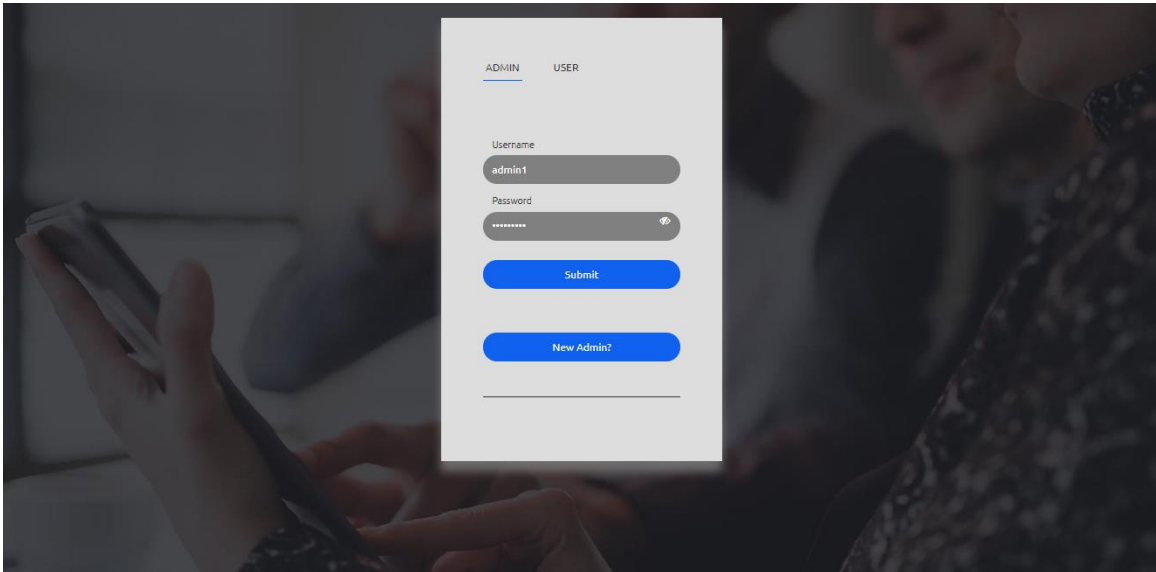 ADMIN USER
Username
admin1
Password
•••••••••
Submit
New Admin?